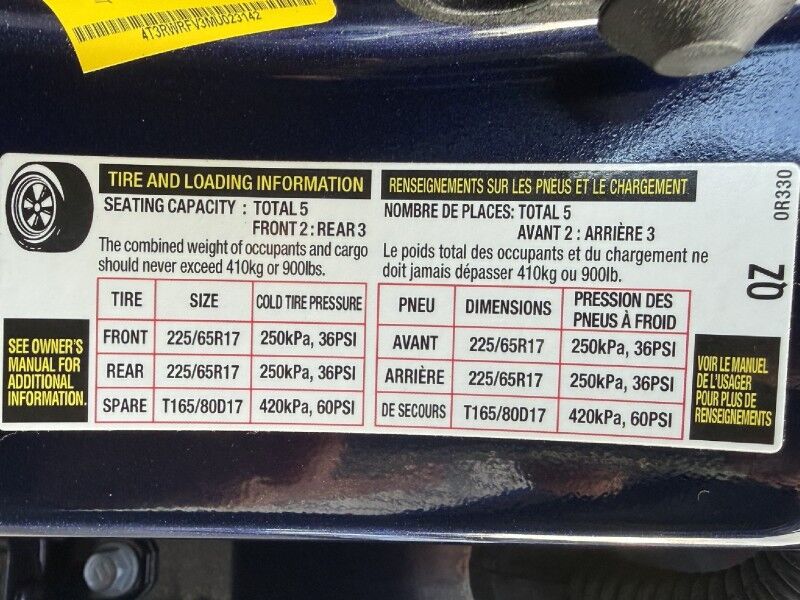 4T3RWRFV3MU023142
TIRE AND LOADING INFORMATION
SEATING CAPACITY : TOTAL 5
FRONT 2 : REAR 3
The combined weight of occupants and cargo
should never exceed 410kg or 900lbs.
TIRE SIZE COLD TIRE PRESSURE
FRONT 225/65R17 250kPa, 36PSI
REAR 225/65R17 250kPa, 36PSI
SPARE T165/80D17 420kPa, 60PSI
SEE OWNER'S
MANUAL FOR
ADDITIONAL
INFORMATION.
RENSEIGNEMENTS SUR LES PNEUS ET LE CHARGEMENT
NOMBRE DE PLACES: TOTAL 5
AVANT 2 : ARRIÈRE 3
Le poids total des occupants et du chargement ne
doit jamais dépasser 410kg ou 900lb.
PNEU DIMENSIONS PRESSION DES
PNEUS À FROID
AVANT 225/65R17 250kPa, 36PSI
ARRIÈRE 225/65R17 250kPa, 36PSI
DE SECOURS T165/80D17 420kPa, 60PSI
VOIR LE MANUEL
DE L'USAGER
POUR PLUS DE
RENSEIGNEMENTS
QZ
0R330